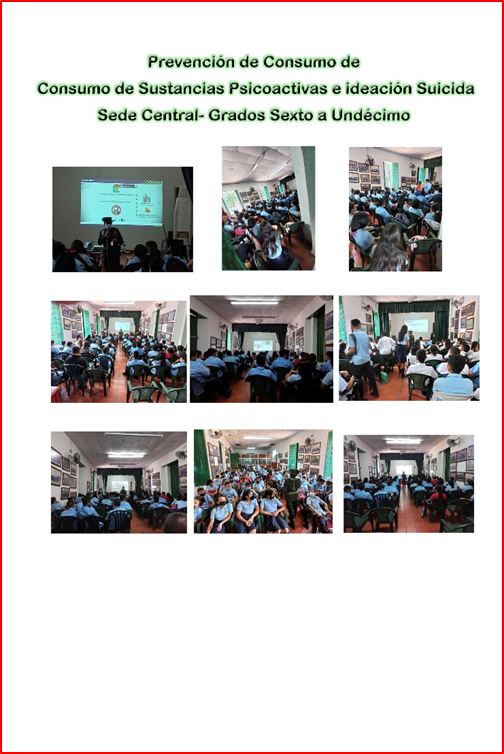 Prevención de Consumo de
Consumo de Sustancias Psicoactivas e ideación Suicida
Sede Central- Grados Sexto a Undécimo